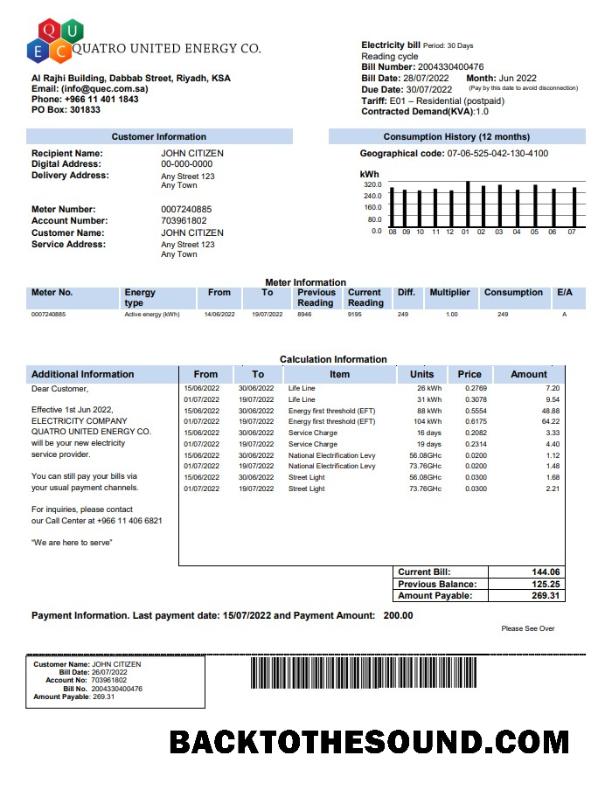 QU
EC
QUATRO UNITED ENERGY CO.
Al Rajhi Building, Dabbab Street, Riyadh, KSA
Email: (info@quec.com.sa)
Phone: +966 11 401 1843
PO Box: 301833
Electricity bill Period: 30 Days
Reading cycle
Bill Number: 2004330400476
Bill Date: 28/07/2022 Month: Jun 2022
Due Date: 30/07/2022 (Pay by this date to avoid disconnection)
Tariff: E01 – Residential (postpaid)
Contracted Demand(KVA):1.0
Customer Information
Recipient Name: JOHN CITIZEN
Digital Address: 00-000-0000
Delivery Address: Any Street 123
Any Town
Meter Number: 0007240885
Account Number: 703961802
Customer Name: JOHN CITIZEN
Service Address: Any Street 123
Any Town
Consumption History (12 months)
Geographical code: 07-06-525-042-130-4100
kWh
320.0
240.0
160.0
80.0
0.0 08 09 10 11 12 01 02 03 04 05 06 07
Meter Information
Meter No. Energy type From To Previous Reading Current Reading Diff. Multiplier Consumption E/A
0007240885 Active energy (kWh) 14/06/2022 19/07/2022 8946 9195 249 1.00 249 A
Calculation Information
Additional Information From To Item Units Price Amount
Dear Customer,
Effective 1st Jun 2022,
ELECTRICITY COMPANY
QUATRO UNITED ENERGY CO.
will be your new electricity
service provider.
You can still pay your bills via
your usual payment channels.
For inquiries, please contact
our Call Center at +966 11 406 6821
"We are here to serve"
15/06/2022 30/06/2022 Life Line 26 kWh 0.2769 7.20
01/07/2022 19/07/2022 Life Line 31 kWh 0.3078 9.54
15/06/2022 30/06/2022 Energy first threshold (EFT) 88 kWh 0.5554 48.88
01/07/2022 19/07/2022 Energy first threshold (EFT) 104 kWh 0.6175 64.22
15/06/2022 30/06/2022 Service Charge 16 days 0.2082 3.33
01/07/2022 19/07/2022 Service Charge 19 days 0.2314 4.40
15/06/2022 30/06/2022 National Electrification Levy 56.08GHc 0.0200 1.12
01/07/2022 19/07/2022 National Electrification Levy 73.76GHc 0.0200 1.48
15/06/2022 30/06/2022 Street Light 56.08GHc 0.0300 1.68
01/07/2022 19/07/2022 Street Light 73.76GHc 0.0300 2.21
Current Bill: 144.06
Previous Balance: 125.25
Amount Payable: 269.31
Payment Information. Last payment date: 15/07/2022 and Payment Amount: 200.00
Please See Over
Customer Name: JOHN CITIZEN
Bill Date: 26/07/2022
Account No: 703961802
Bill No. 2004330400476
Amount Payable: 269.31
BACKTOTHESOUND.COM